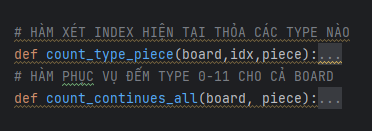 # HÀM XÉT INDEX HIỆN TẠI THỎA CÁC TYPE NÀO
def count_type_piece(board,idx,piece):...
# HÀM PHỤC VỤ ĐẾM TYPE 0-11 CHO CẢ BOARD
def count_continues_all(board, piece):...